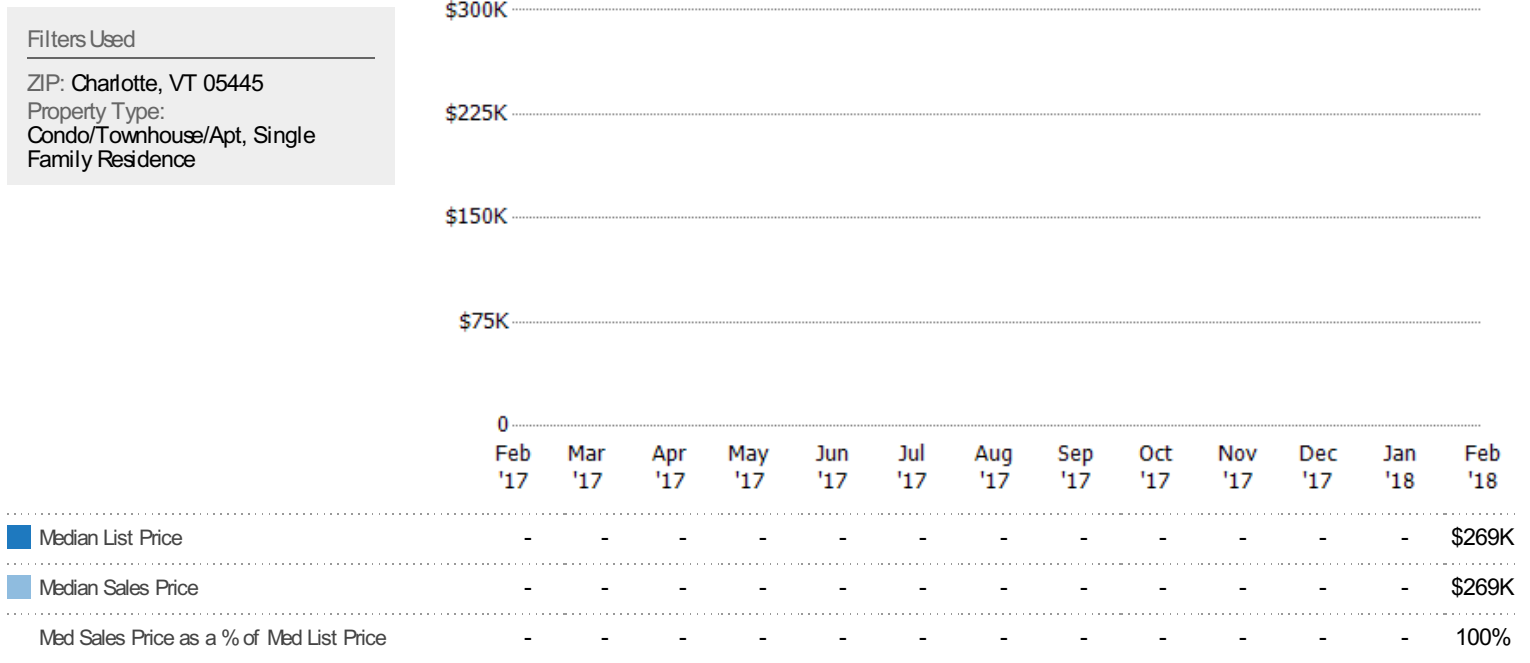 Filters Used
ZIP: Charlotte, VT 05445
Property Type:
Condo/Townhouse/Apt, Single
Family Residence
$300K
$225K
$150K
$75K
0
Feb Mar Apr May Jun Jul Aug Sep Oct Nov Dec Jan Feb
'17 '17 '17 '17 '17 '17 '17 '17 '17 '17 '17 '18 '18
Median List Price - - - - - - - - - - - - $269K
Median Sales Price - - - - - - - - - - - - $269K
Med Sales Price as a % of Med List Price - - - - - - - - - - - - 100%